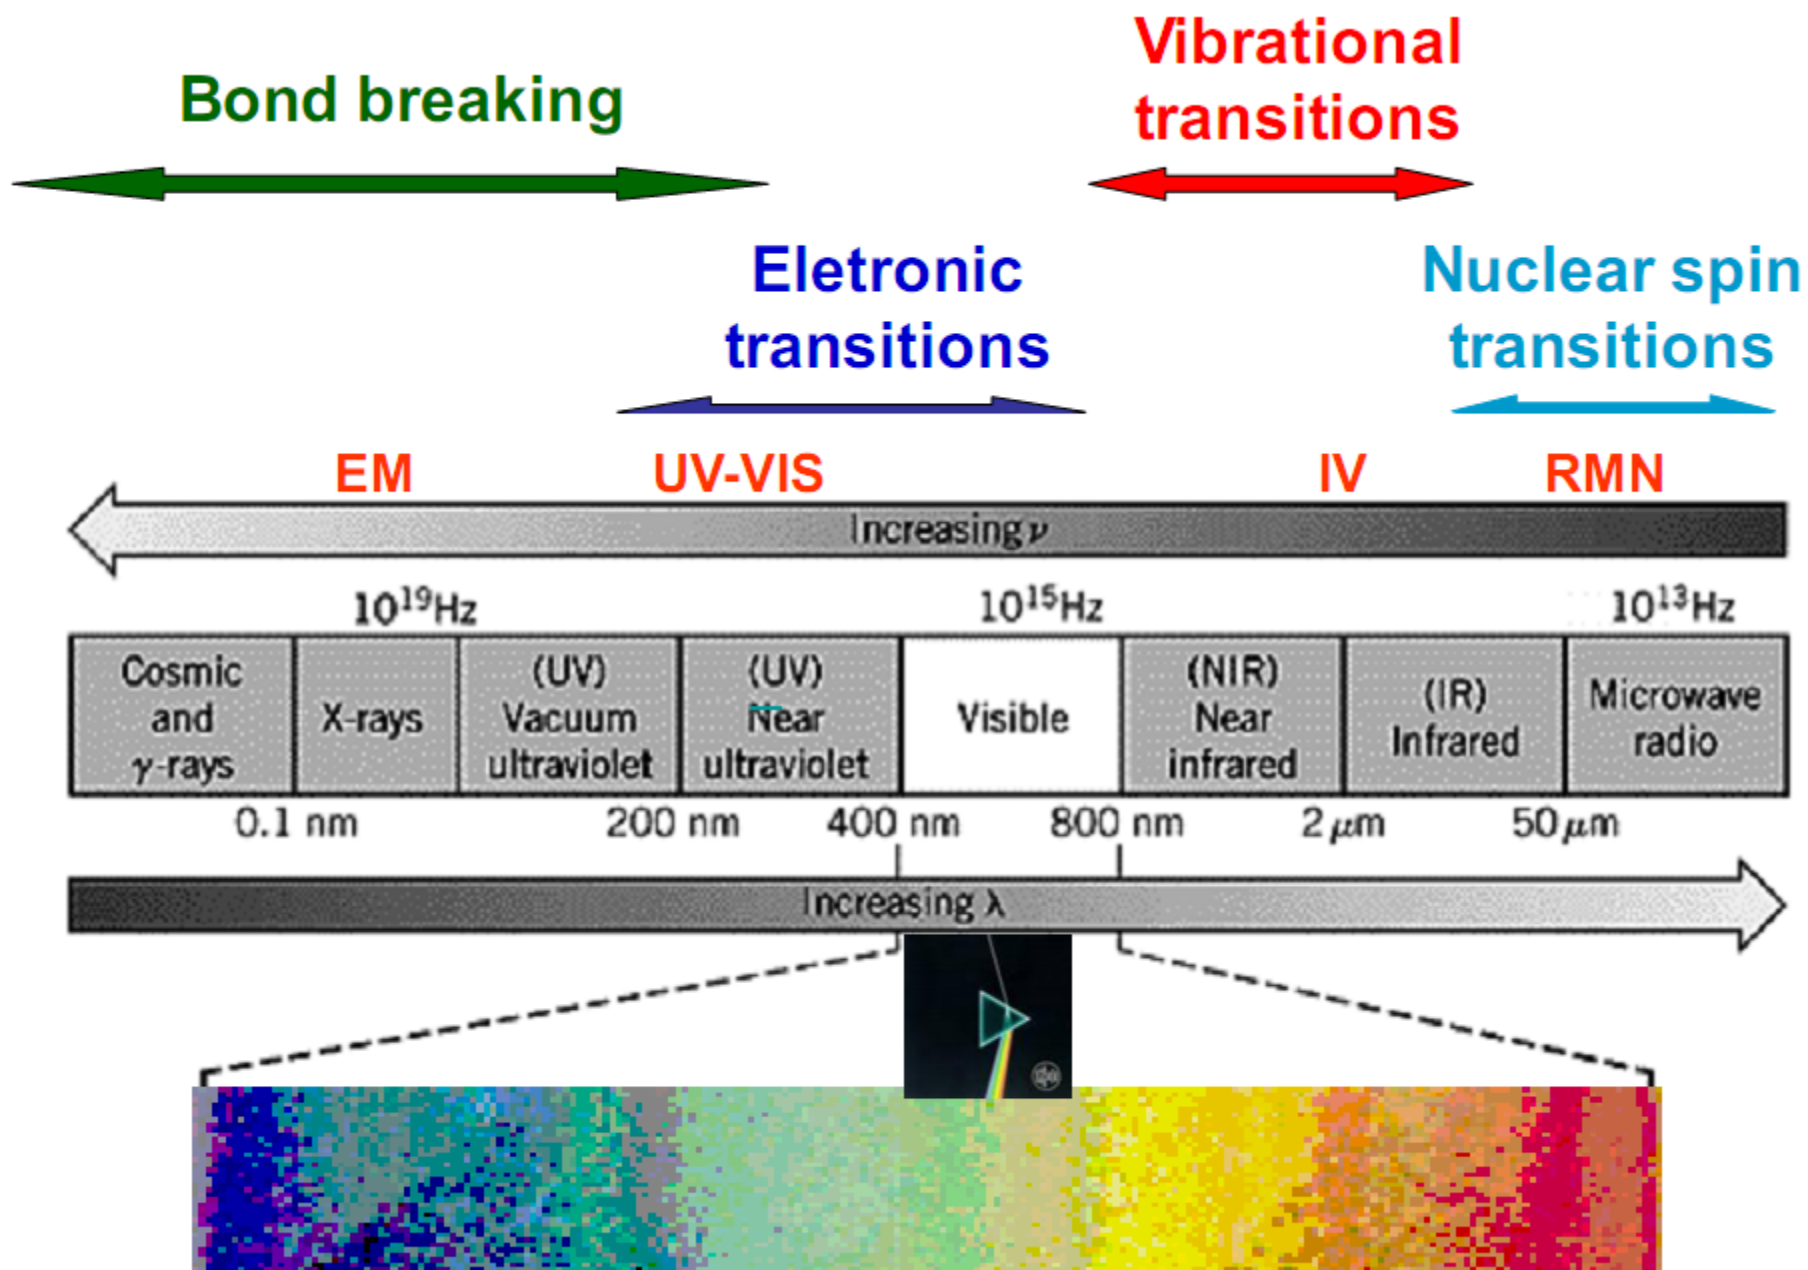 Bond breaking
Vibrational
transitions
Eletronic
transitions
Nuclear spin
transitions
EM UV-VIS IV RMN
Increasing ν
10¹⁹Hz 10¹⁵Hz 10¹³Hz
Cosmic
and
γ-rays
X-rays
(UV)
Vacuum
ultraviolet
(UV)
Near
ultraviolet
Visible
(NIR)
Near
infrared
(IR)
Infrared
Microwave
radio
0.1 nm 200 nm 400 nm 800 nm 2 μm 50 μm
Increasing λ